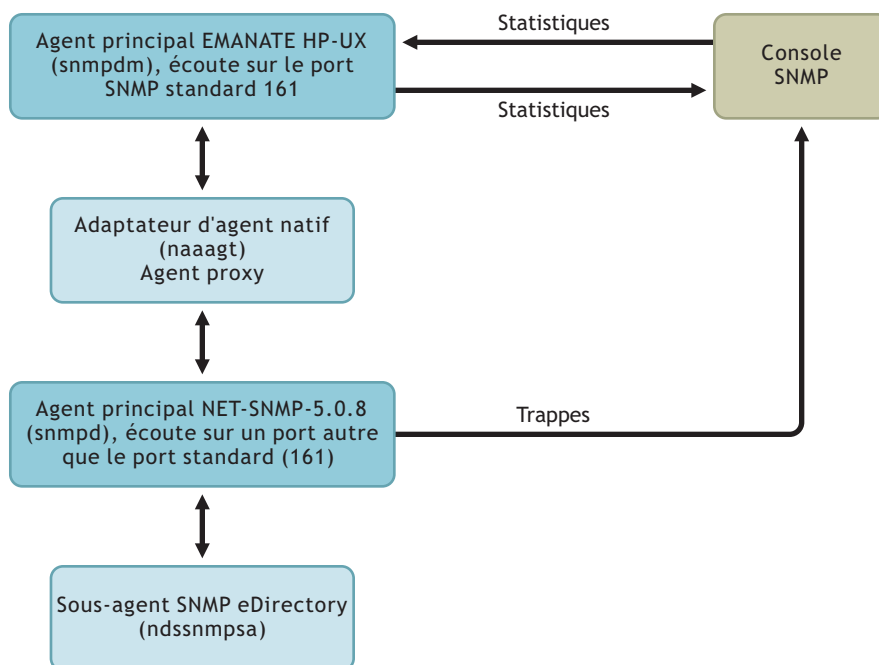 Agent principal EMANATE HP-UX
(snmpdm), écoute sur le port
SNMP standard 161
Statistiques
Statistiques
Console
SNMP
Adaptateur d'agent natif
(naaagt)
Agent proxy
Agent principal NET-SNMP-5.0.8
(snmpd), écoute sur un port autre
que le port standard (161)
Trappes
Sous-agent SNMP eDirectory
(ndssnmpsa)